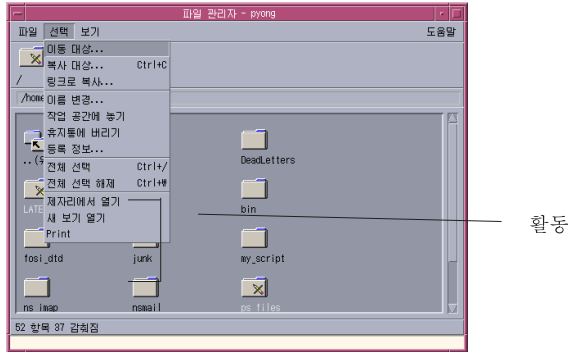 파일 관리자 - pyong
파일 선택 보기 도움말
이동 대상...
복사 대상... Ctrl+C
링크로 복사...
/
/home
이름 변경...
작업 공간에 놓기
휴지통에 버리기
등록 정보...
전체 선택 Ctrl+/
전체 선택 해제 Ctrl+₩
제자리에서 열기
새 보기 열기
Print
DeadLetters
bin
활동
fosi_dtd junk my_script
ns_imap nsmail ps_files
52 항목 37 감춰짐